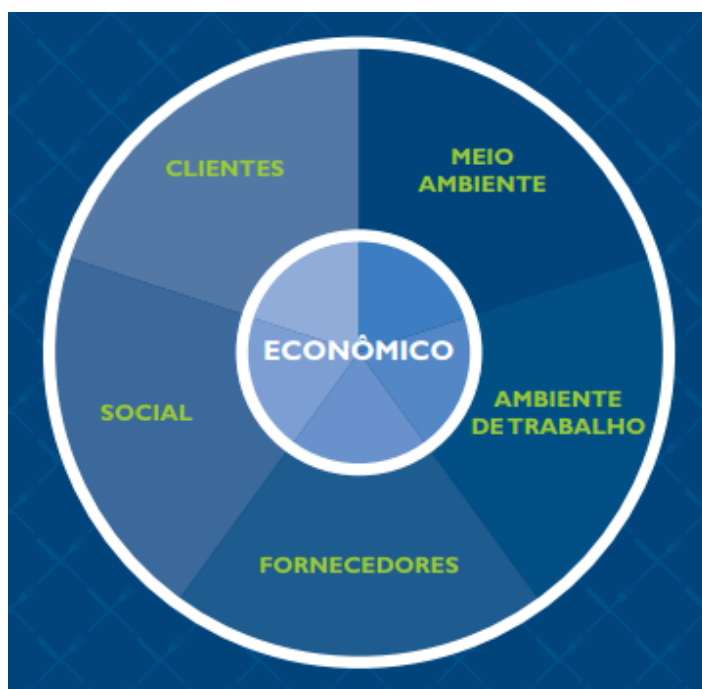 CLIENTES
MEIO
AMBIENTE
ECONÔMICO
SOCIAL
AMBIENTE
DE TRABALHO
FORNECEDORES